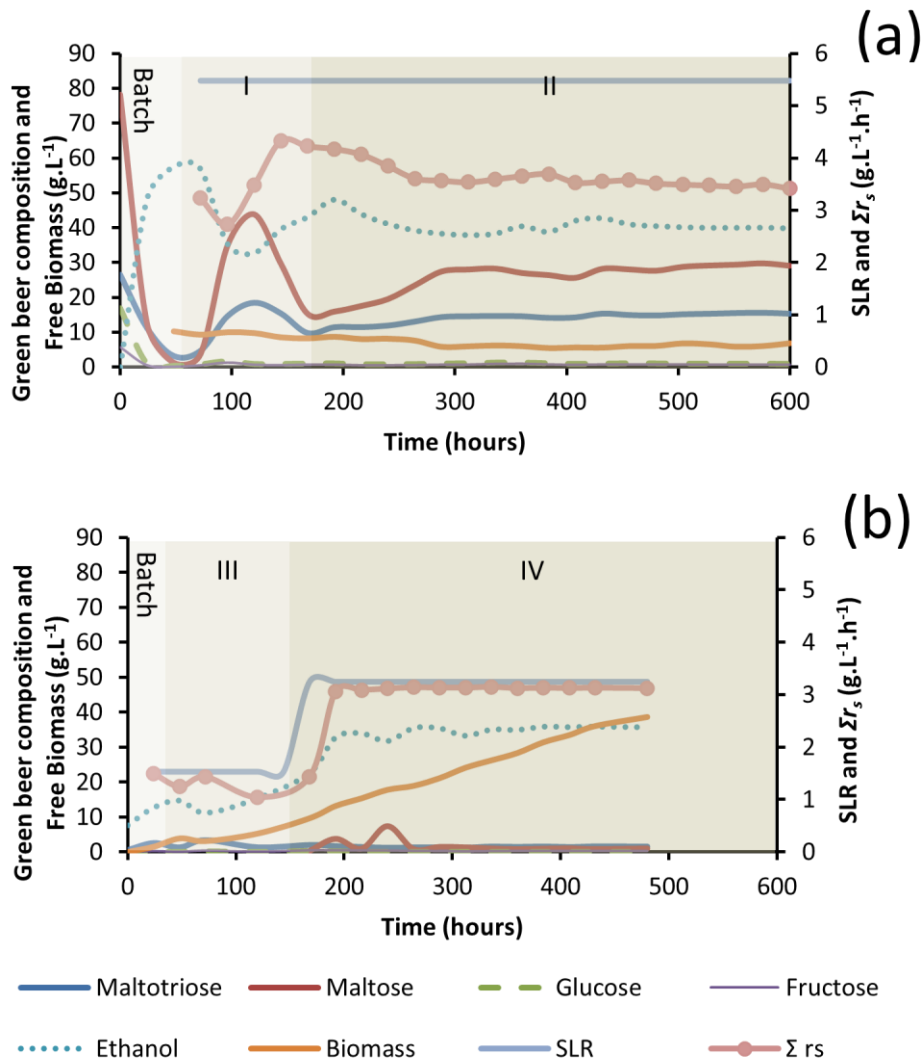 (a)
90
80
70
60
50
40
30
20
10
0
Green beer composition and
Free Biomass (g.L⁻¹)
Batch
I
II
6
5
4
3
2
1
0
SLR and Σrₛ (g.L⁻¹.h⁻¹)
0 100 200 300 400 500 600
Time (hours)
(b)
90
80
70
60
50
40
30
20
10
0
Green beer composition and
Free Biomass (g.L⁻¹)
Batch
III
IV
6
5
4
3
2
1
0
SLR and Σrₛ (g.L⁻¹.h⁻¹)
0 100 200 300 400 500 600
Time (hours)
Maltotriose Maltose Glucose Fructose
Ethanol Biomass SLR Σ rs